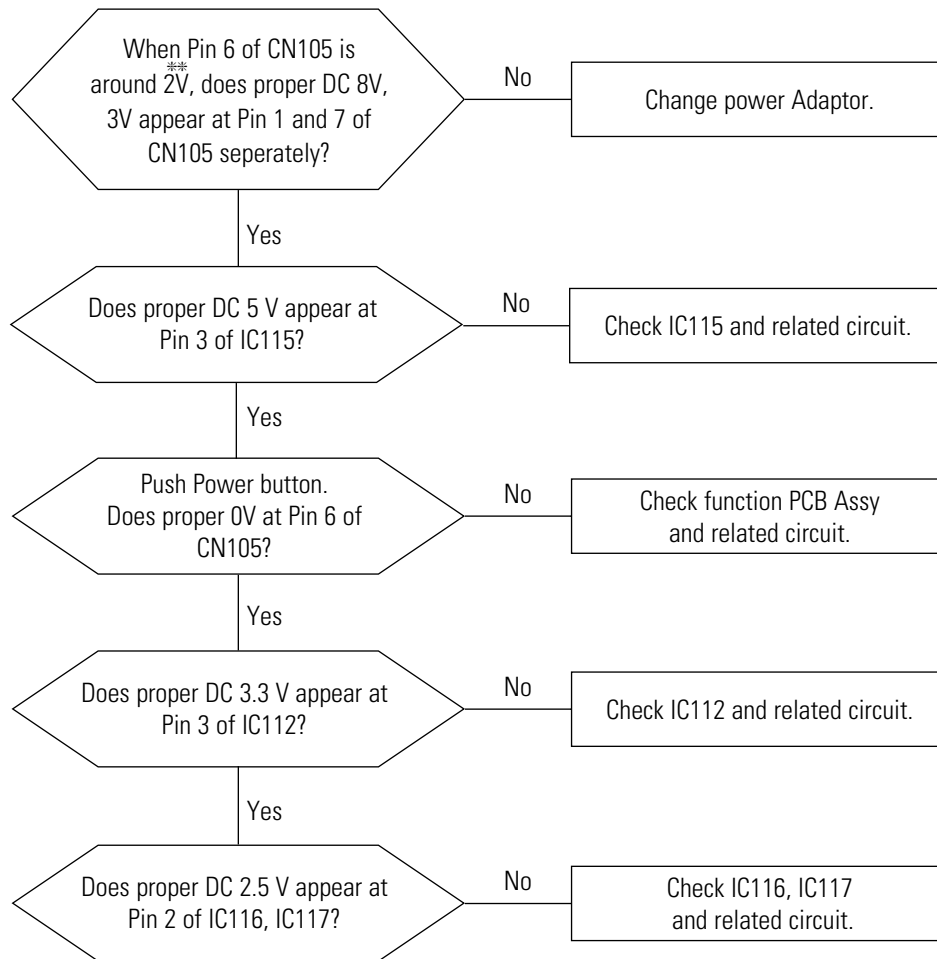 When Pin 6 of CN105 is
※※
around 2V, does proper DC 8V,
3V appear at Pin 1 and 7 of
CN105 seperately?
No
Change power Adaptor.
Yes
Does proper DC 5 V appear at
Pin 3 of IC115?
No
Check IC115 and related circuit.
Yes
Push Power button.
Does proper 0V at Pin 6 of
CN105?
No
Check function PCB Assy
and related circuit.
Yes
Does proper DC 3.3 V appear at
Pin 3 of IC112?
No
Check IC112 and related circuit.
Yes
Does proper DC 2.5 V appear at
Pin 2 of IC116, IC117?
No
Check IC116, IC117
and related circuit.